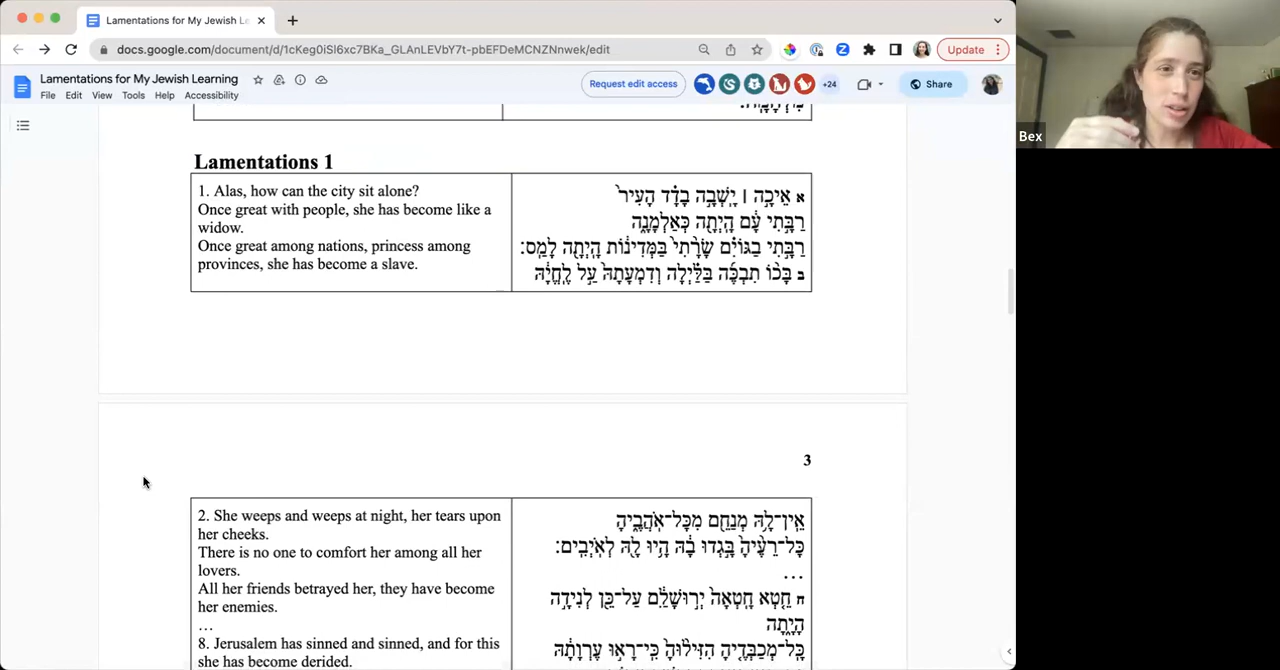 Lamentations for My Jewish Le
docs.google.com/document/d/1cKeg0iSl6xc7BKa_GLAnLEVbY7t-pbEFDeMCNZNnwek/edit
Update
Lamentations for My Jewish Learning
File Edit View Tools Help Accessibility
Request edit access
+24
Share
Bex
Lamentations 1
1. Alas, how can the city sit alone?
Once great with people, she has become like a
widow.
Once great among nations, princess among
provinces, she has become a slave.
א אֵיכָ֣ה ׀ יָשְׁבָ֣ה בָדָ֗ד הָעִיר֙
רַבָּ֣תִי עָ֔ם הָיְתָ֖ה כְּאַלְמָנָ֑ה
רַבָּ֣תִי בַגּוֹיִ֗ם שָׂרָ֙תִי֙ בַּמְּדִינ֔וֹת הָיְתָ֖ה לָמַֽס׃
ב בָּכ֨וֹ תִבְכֶּ֜ה בַּלַּ֗יְלָה וְדִמְעָתָהּ֙ עַ֣ל לֶֽחֱיָ֔הּ
3
2. She weeps and weeps at night, her tears upon
her cheeks.
There is no one to comfort her among all her
lovers.
All her friends betrayed her, they have become
her enemies.
…
8. Jerusalem has sinned and sinned, and for this
she has become derided.
אֵֽין־לָ֥הּ מְנַחֵ֖ם מִכָּל־אֹהֲבֶ֑יהָ
כָּל־רֵעֶ֙יהָ֙ בָּ֣גְדוּ בָ֔הּ הָ֥יוּ לָ֖הּ לְאֹיְבִֽים׃
…
ח חֵ֤טְא חָֽטְאָה֙ יְר֣וּשָׁלִַ֔ם עַל־כֵּ֖ן לְנִידָ֣ה
הָיָ֑תָה
כָּֽל־מְכַבְּדֶ֤יהָ הִזִּיל֙וּהָ֙ כִּי־רָא֣וּ עֶרְוָתָ֔הּ